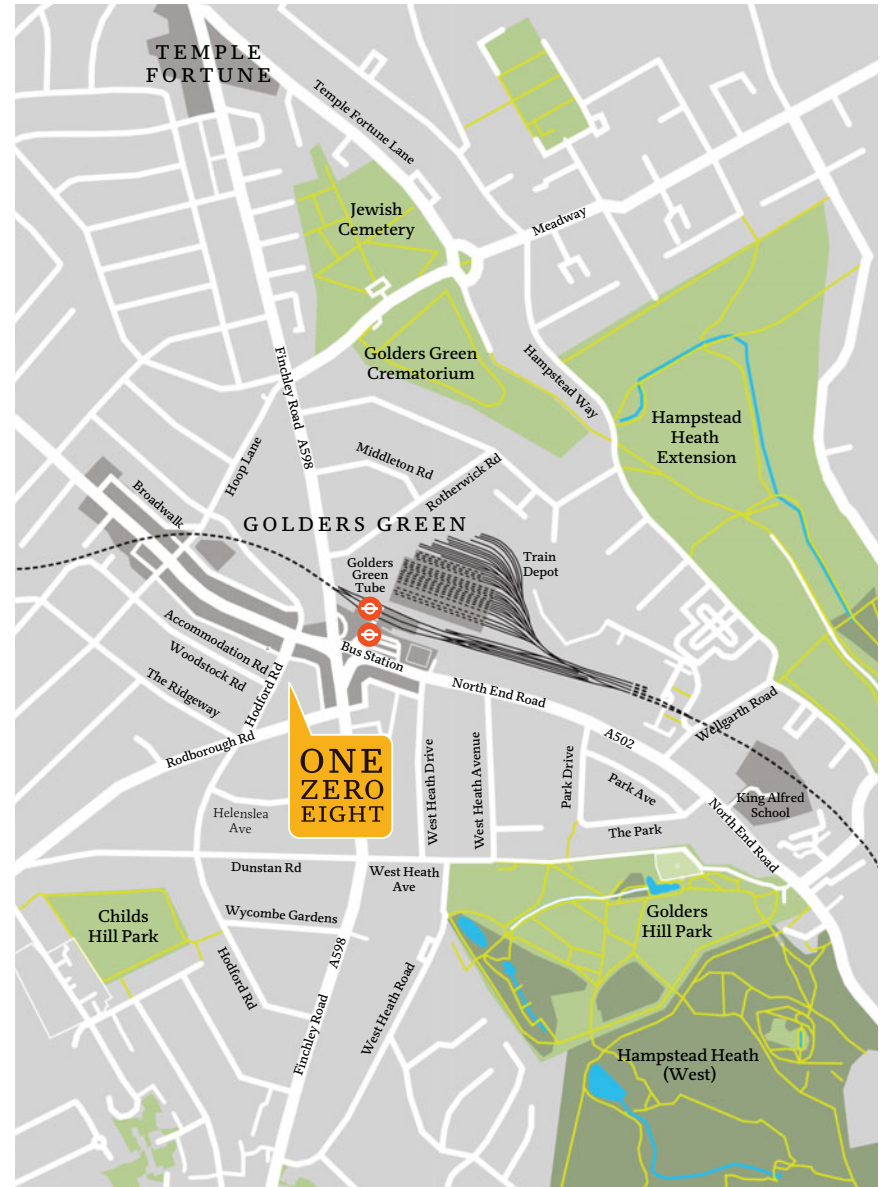 TEMPLE
FORTUNE
Temple Fortune Lane
Jewish
Cemetery
Meadway
Golders Green
Crematorium
Hampstead Way
Finchley Road
A598
Hampstead
Heath
Extension
Hoop Lane
Middleton Rd
Rotherwick Rd
Broadwalk
GOLDERS GREEN
Golders
Green
Tube
Train
Depot
Bus Station
Accommodation Rd
Woodstock Rd
The Ridgeway
Hodford Rd
Rodborough Rd
North End Road
A502
Wellgarth Road
ONE
ZERO
EIGHT
West Heath Drive
West Heath Avenue
Park Drive
Park Ave
The Park
King Alfred
School
North End Road
Helenslea
Ave
Dunstan Rd
West Heath
Ave
Childs
Hill Park
Wycombe Gardens
Golders
Hill Park
Hodford Rd
A598
Finchley Road
West Heath Road
Hampstead Heath
(West)